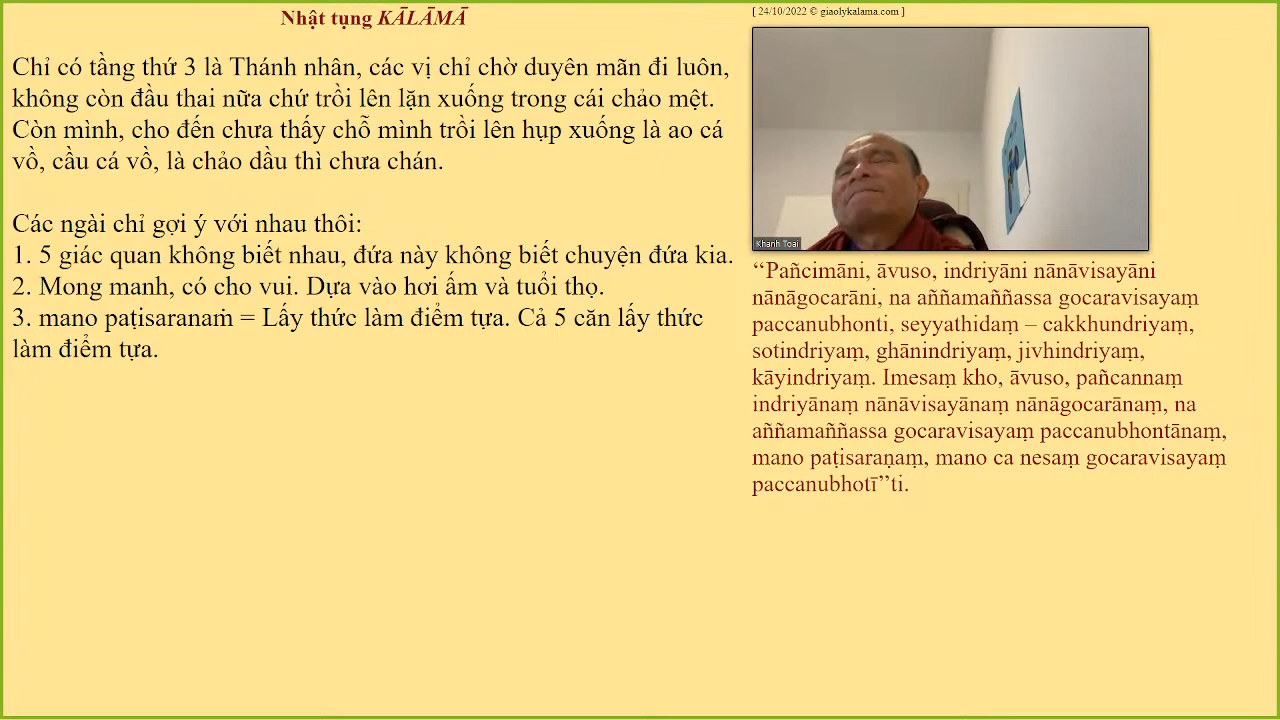 Nhật tụng KĀLĀMĀ
Chỉ có tầng thứ 3 là Thánh nhân, các vị chỉ chờ duyên mãn đi luôn,
không còn đầu thai nữa chứ trồi lên lặn xuống trong cái chảo mệt.
Còn mình, cho đến chưa thấy chỗ mình trồi lên hụp xuống là ao cá
vồ, cầu cá vồ, là chảo dầu thì chưa chán.
Các ngài chỉ gợi ý với nhau thôi:
1. 5 giác quan không biết nhau, đứa này không biết chuyện đứa kia.
2. Mong manh, có cho vui. Dựa vào hơi ấm và tuổi thọ.
3. mano paṭisaranaṁ = Lấy thức làm điểm tựa. Cả 5 căn lấy thức
làm điểm tựa.
[ 24/10/2022 © giaolykalama.com ]
Khanh Toai
“Pañcimāni, āvuso, indriyāni nānāvisayāni
nānāgocarāni, na aññamaññassa gocaravisayaṃ
paccanubhonti, seyyathidaṃ – cakkhundriyaṃ,
sotindriyaṃ, ghānindriyaṃ, jivhindriyaṃ,
kāyindriyaṃ. Imesaṃ kho, āvuso, pañcannaṃ
indriyānaṃ nānāvisayānaṃ nānāgocarānaṃ, na
aññamaññassa gocaravisayaṃ paccanubhontānaṃ,
mano paṭisaraṇaṃ, mano ca nesaṃ gocaravisayaṃ
paccanubhotī”ti.